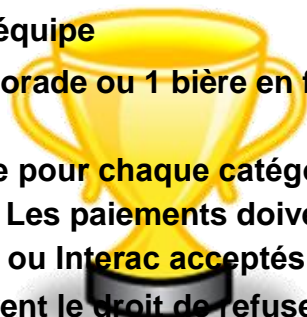 équipe
orade ou 1 bière en f
e pour chaque catégo
Les paiements doive
ou Interac acceptés
ent le droit de refuse